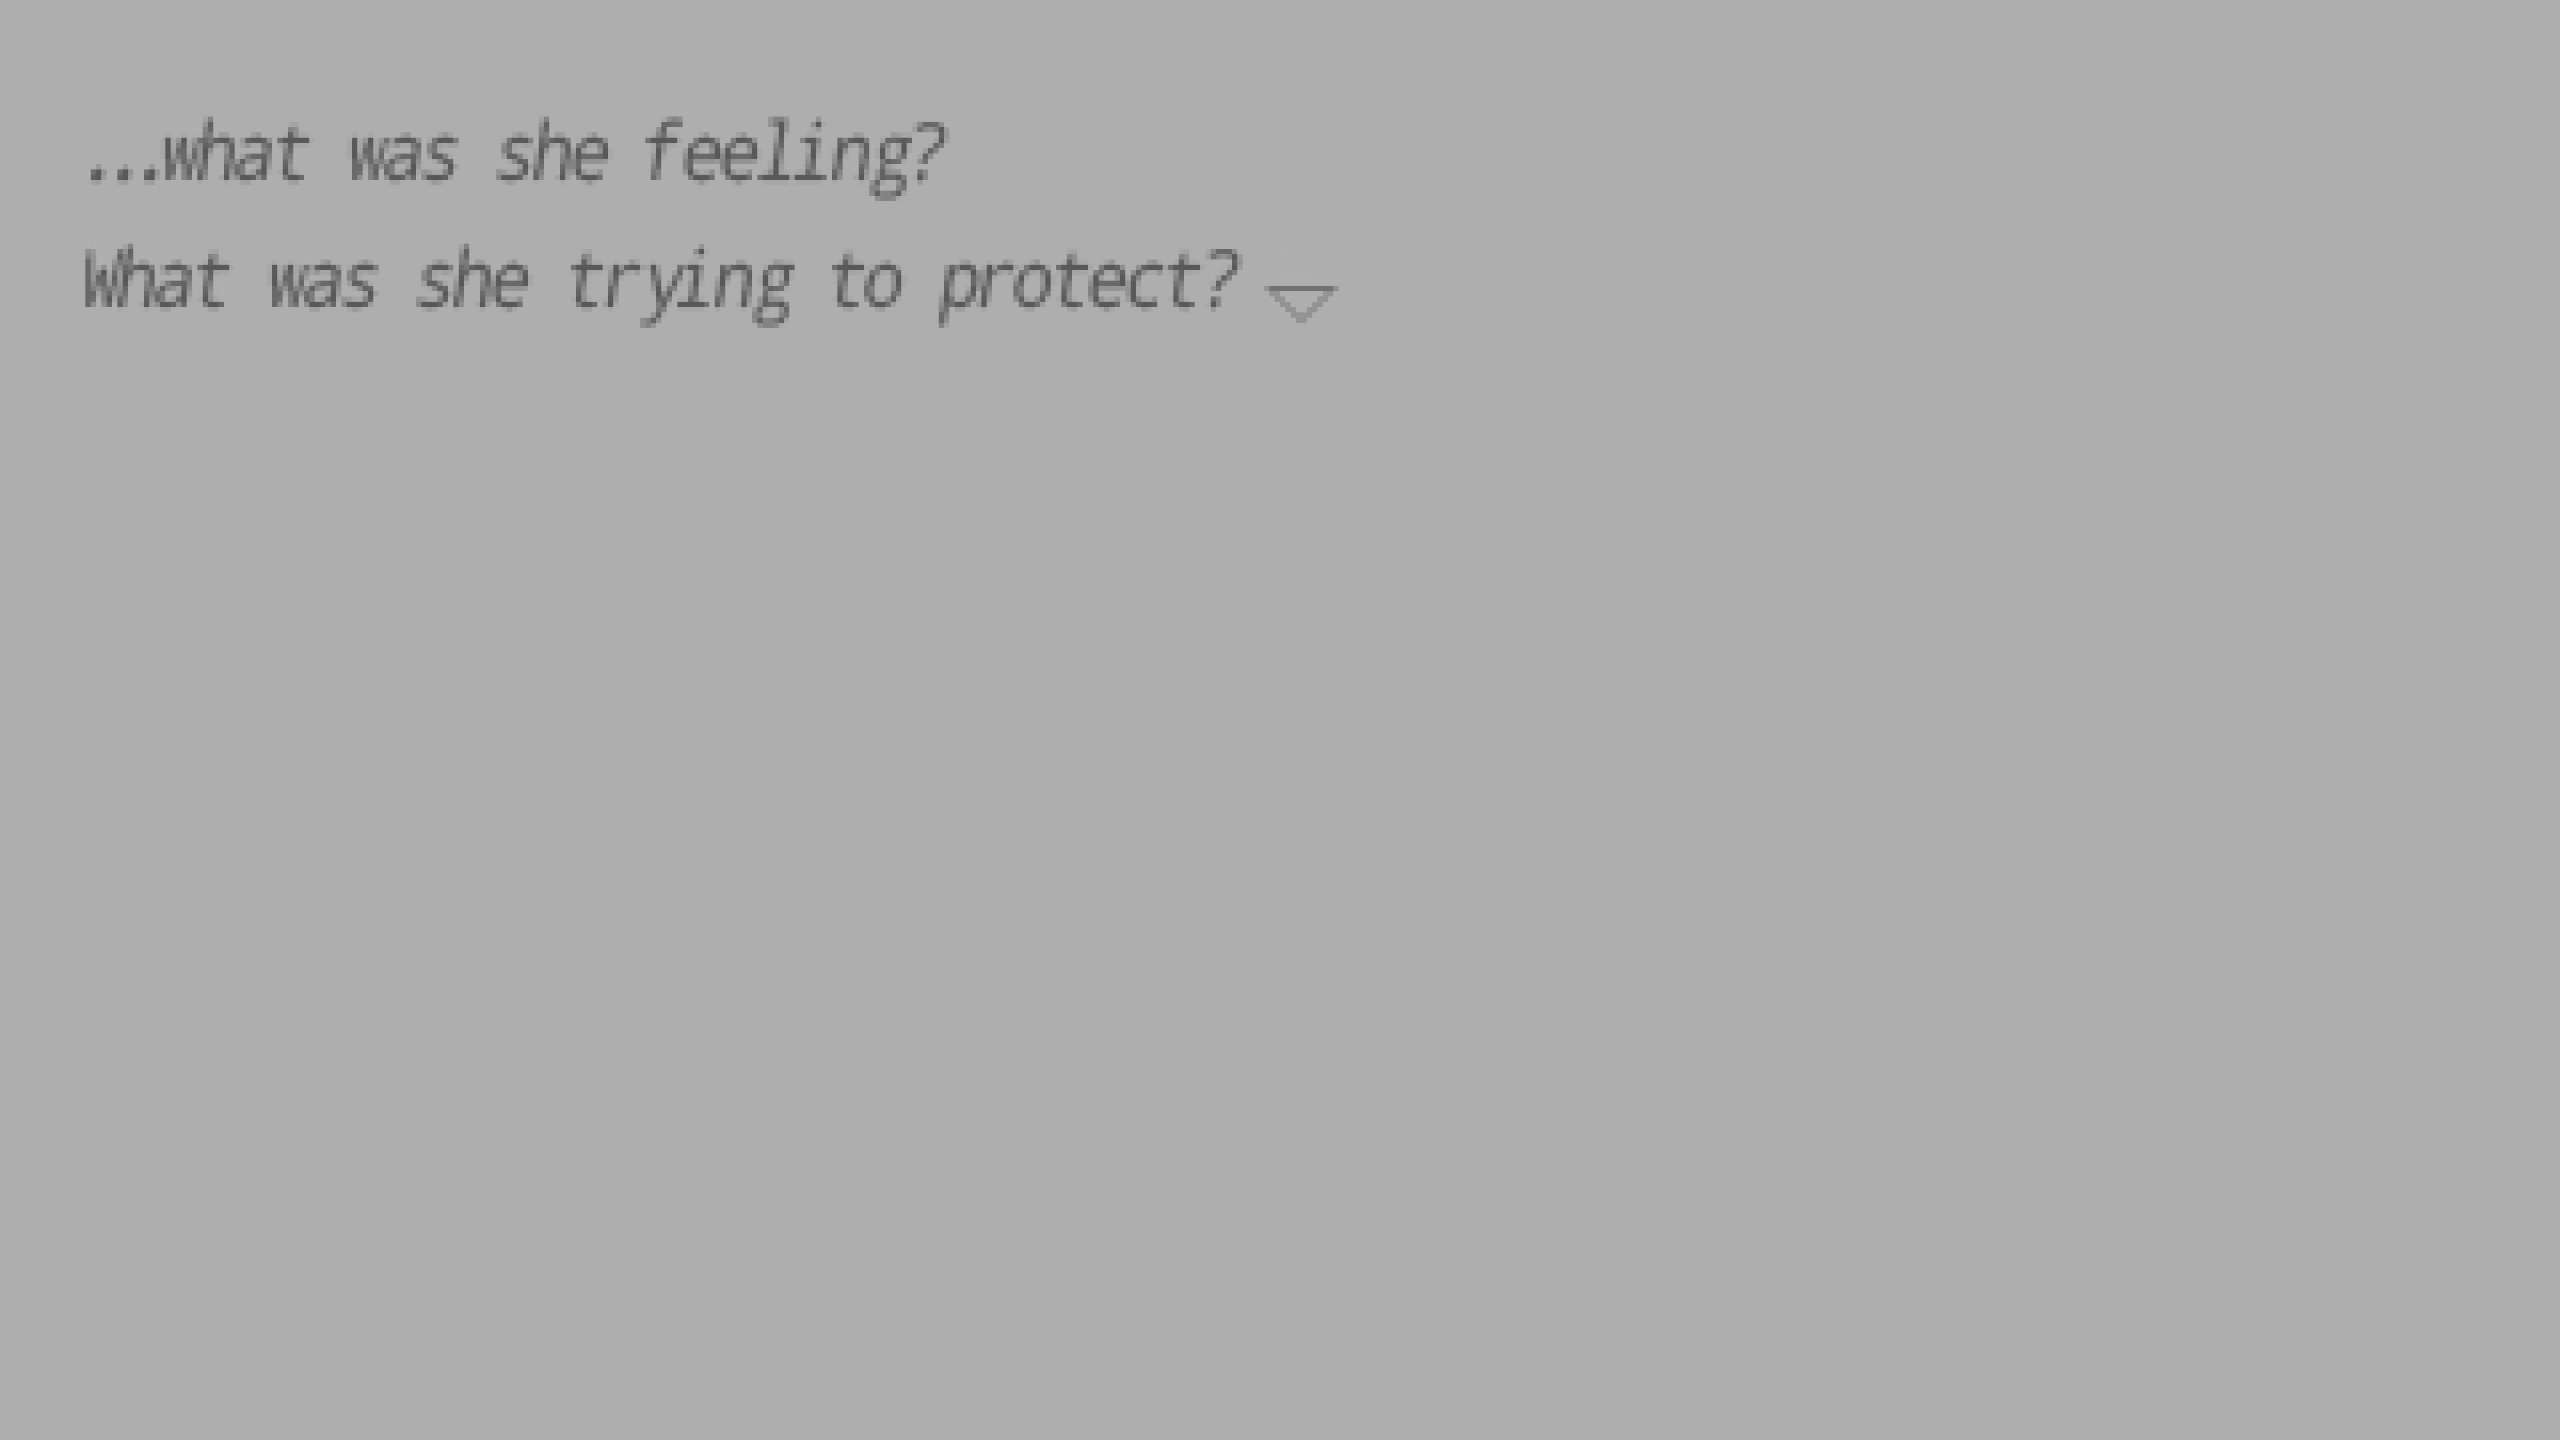 ...what was she feeling?
What was she trying to protect?